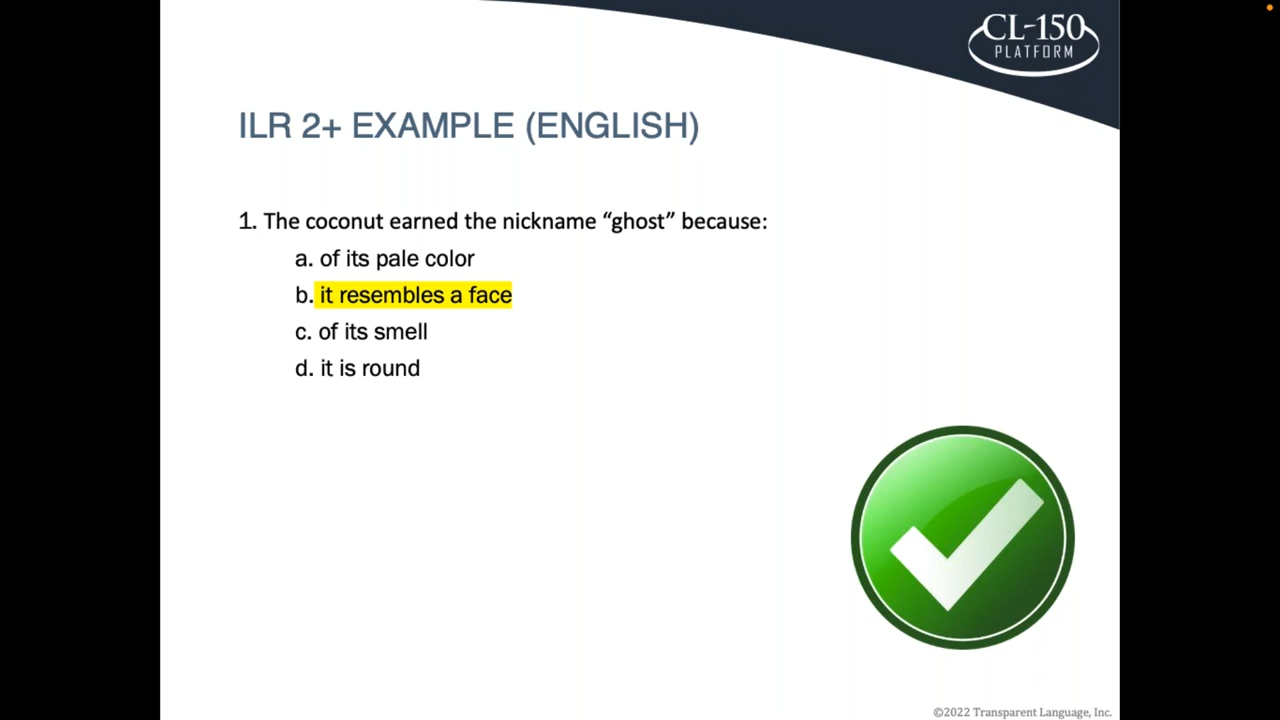 CL-150
PLATFORM
ILR 2+ EXAMPLE (ENGLISH)
1. The coconut earned the nickname “ghost” because:
a. of its pale color
b. it resembles a face
c. of its smell
d. it is round
©2022 Transparent Language, Inc.